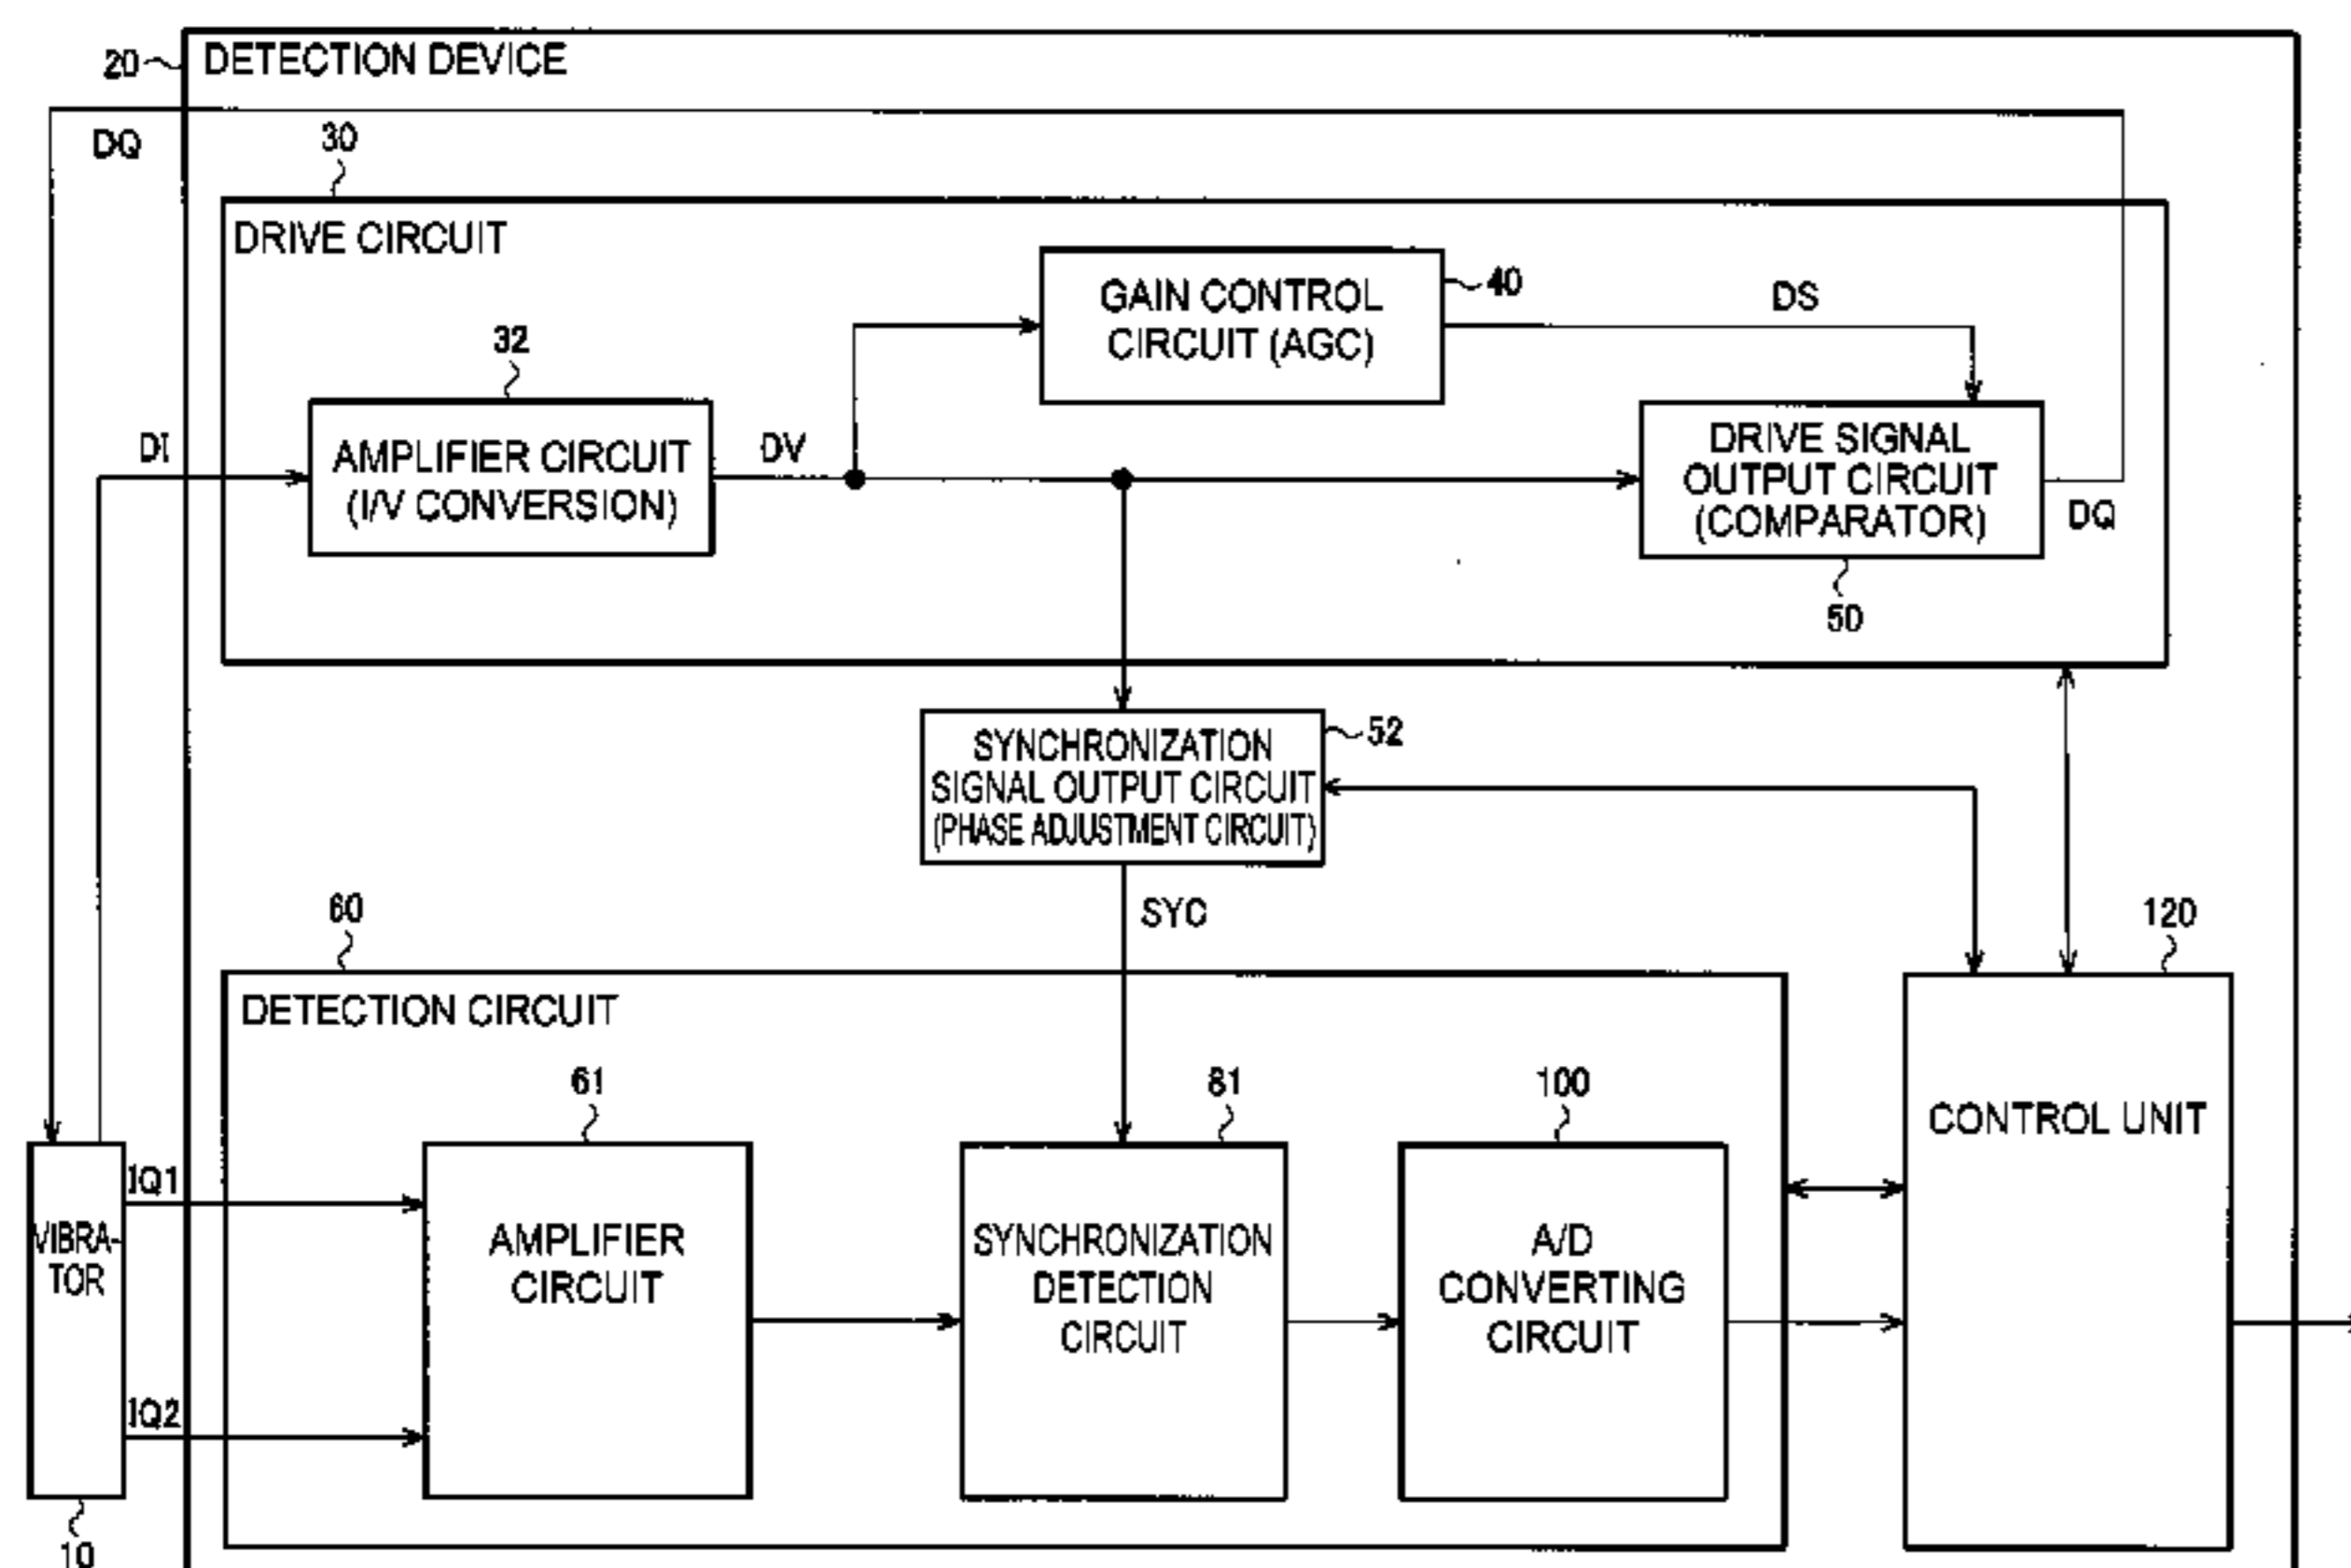 20
DETECTION DEVICE
DQ
30
DRIVE CIRCUIT
GAIN CONTROL
CIRCUIT (AGC)
40
DS
32
DI
AMPLIFIER CIRCUIT
(I/V CONVERSION)
DV
DRIVE SIGNAL
OUTPUT CIRCUIT
(COMPARATOR)
DQ
50
SYNCHRONIZATION
SIGNAL OUTPUT CIRCUIT
(PHASE ADJUSTMENT CIRCUIT)
52
SYC
60
120
DETECTION CIRCUIT
61
81
100
CONTROL UNIT
IQ1
VIBRA-
TOR
AMPLIFIER
CIRCUIT
SYNCHRONIZATION
DETECTION
CIRCUIT
A/D
CONVERTING
CIRCUIT
IQ2
10